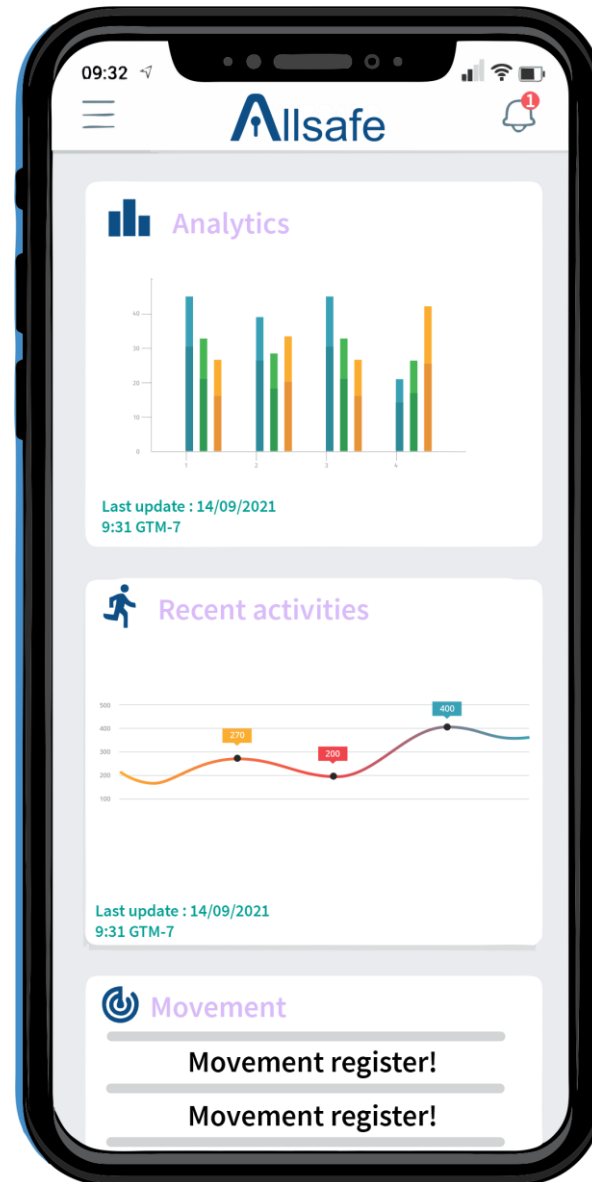 09:32
Allsafe
1
Analytics
40
30
20
10
0
1 2 3 4
Last update : 14/09/2021
9:31 GTM-7
Recent activities
500
400
300
200
100
270
200
400
Last update : 14/09/2021
9:31 GTM-7
Movement
Movement register!
Movement register!